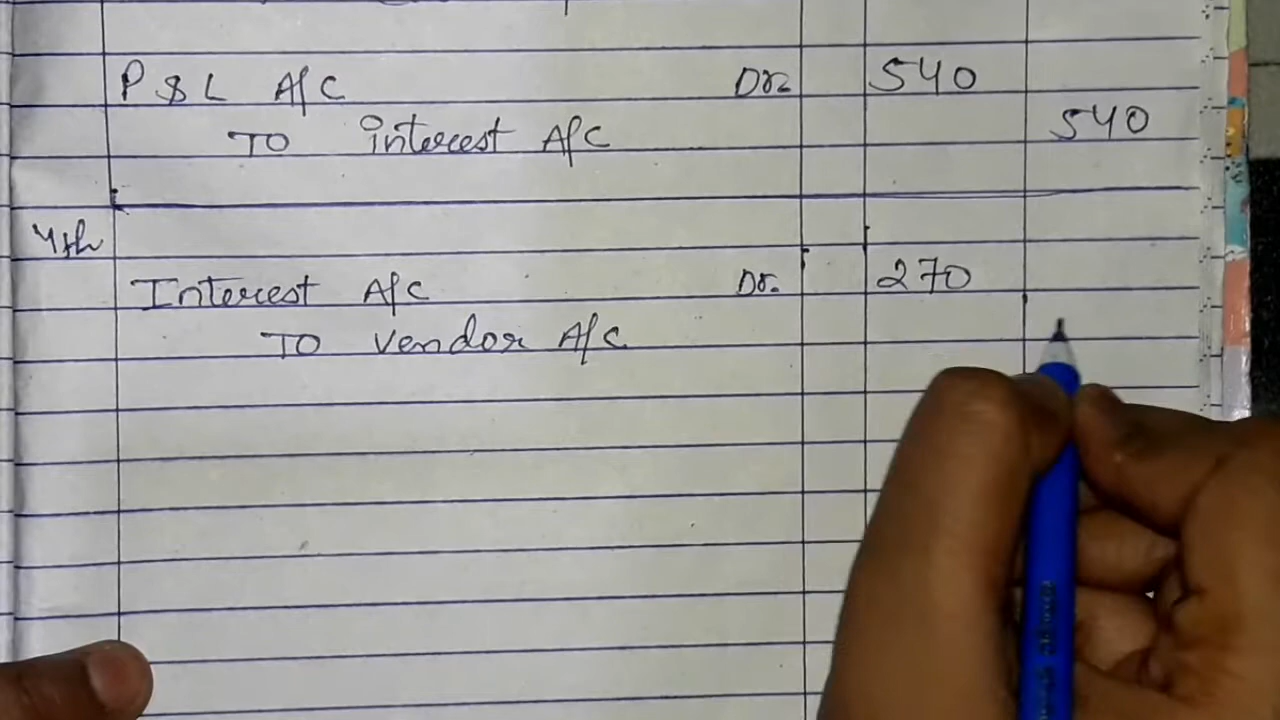 P & L A/C Dr. 540
TO interest A/C 540
4th
Interest A/C Dr. 270
TO vendor A/C